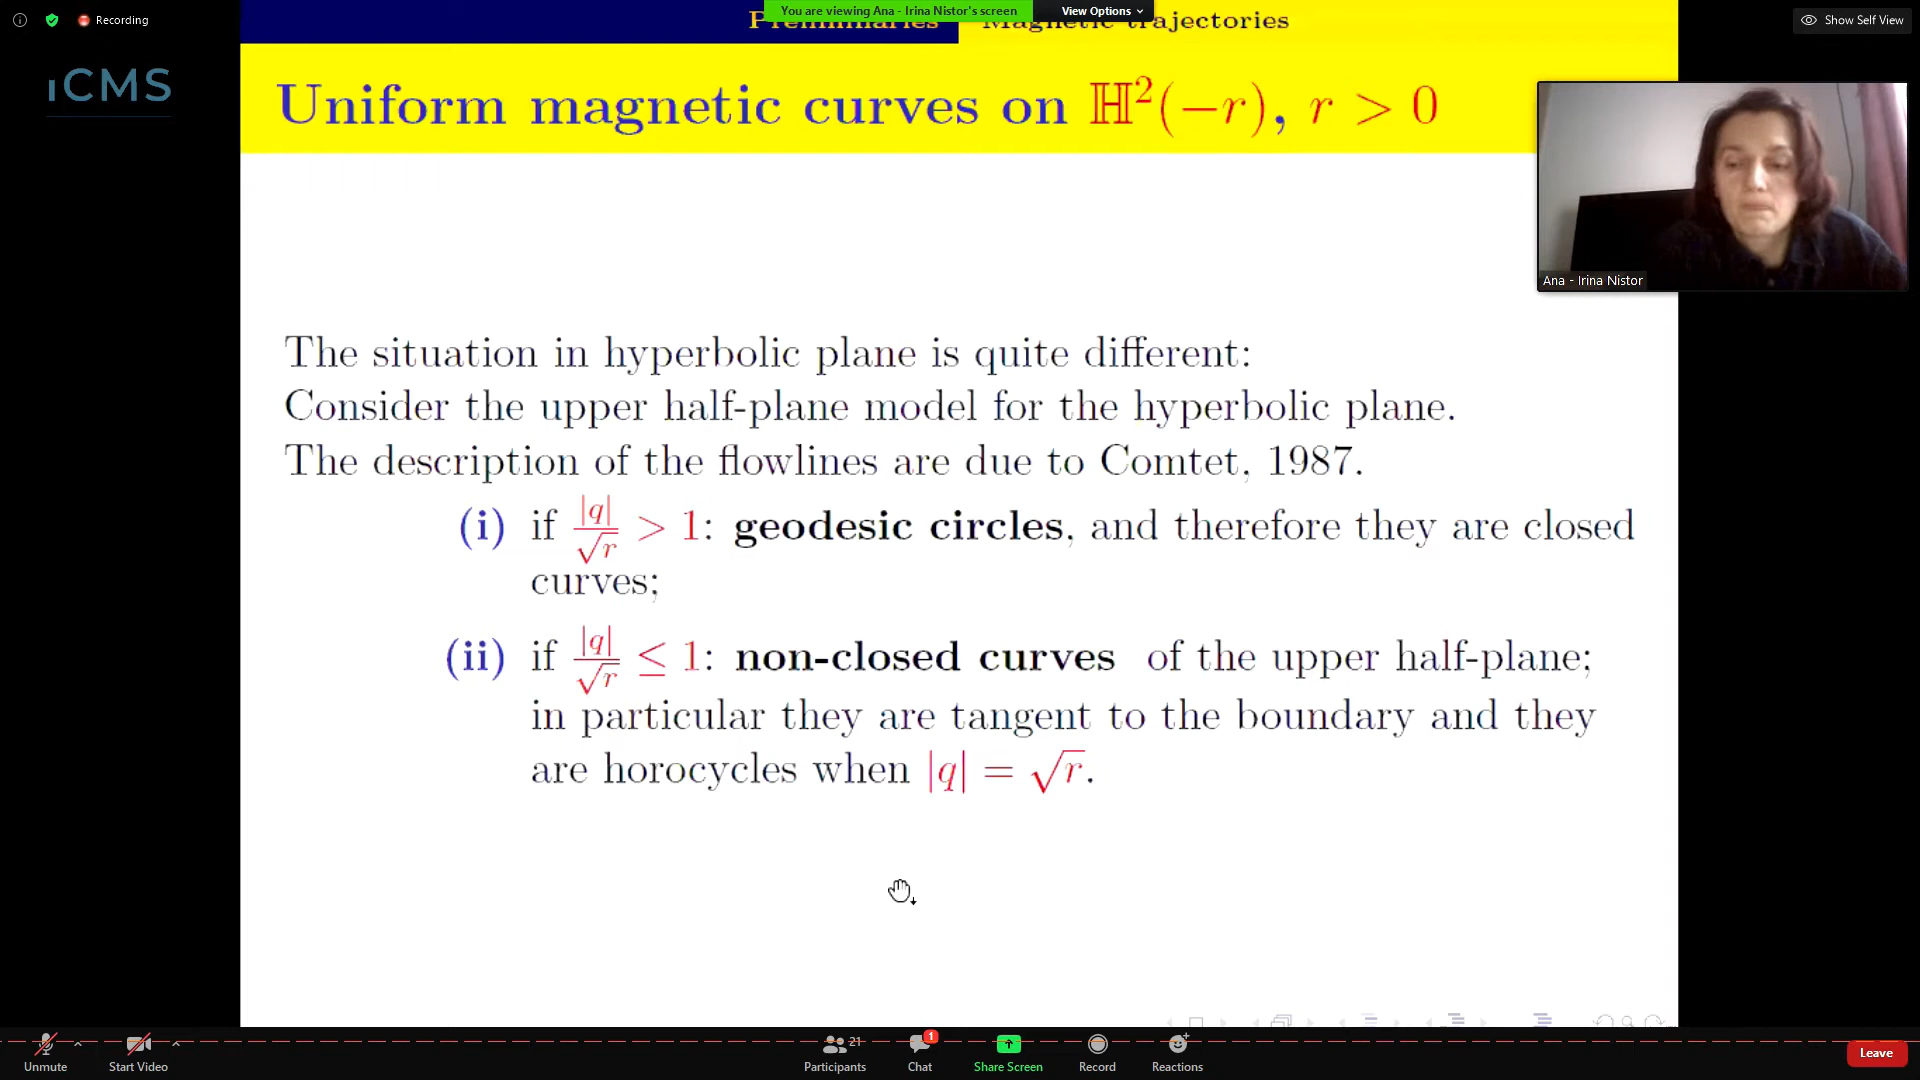 Recording
You are viewing Ana - Irina Nistor's screen
View Options
Show Self View
Preliminaries
Magnetic trajectories
iCMS
Uniform magnetic curves on ℍ²(−r), r > 0
Ana - Irina Nistor
The situation in hyperbolic plane is quite different:
Consider the upper half-plane model for the hyperbolic plane.
The description of the flowlines are due to Comtet, 1987.
(i) if |q|/√r > 1: geodesic circles, and therefore they are closed
curves;
(ii) if |q|/√r ≤ 1: non-closed curves of the upper half-plane;
in particular they are tangent to the boundary and they
are horocycles when |q| = √r.
Unmute
Start Video
21
Participants
1
Chat
Share Screen
Record
Reactions
Leave